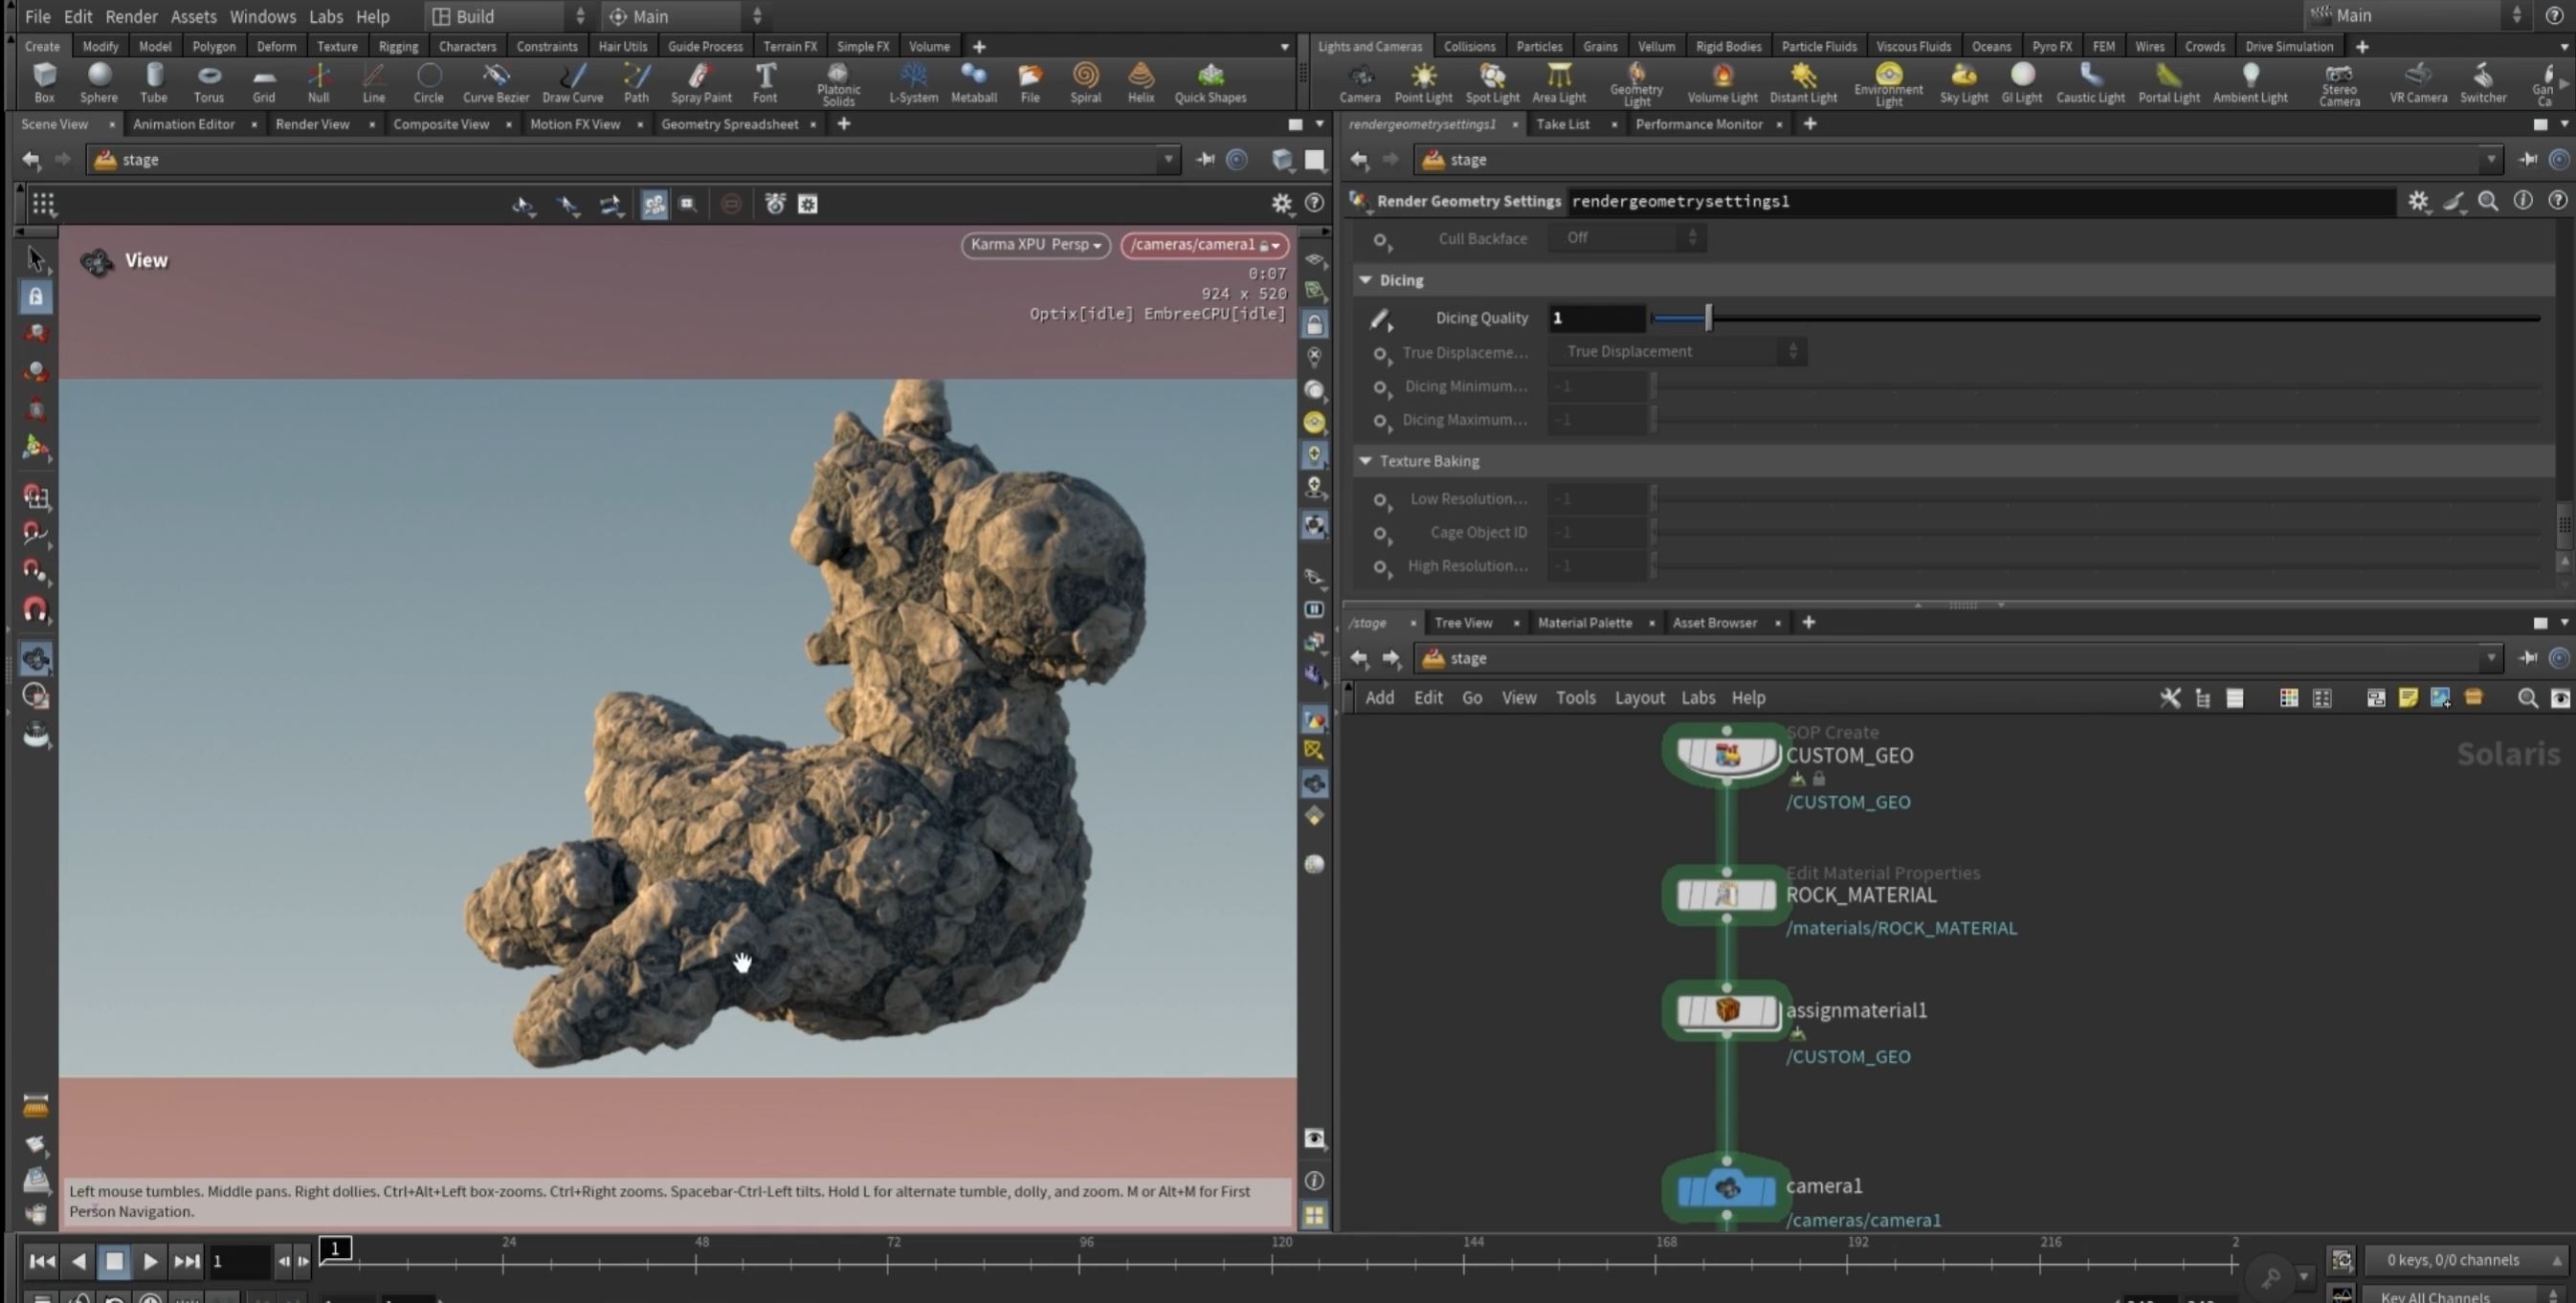 File Edit Render Assets Windows Labs Help Build Main Main
Create Modify Model Polygon Deform Texture Rigging Characters Constraints Hair Utils Guide Process Terrain FX Simple FX Volume
Lights and Cameras Collisions Particles Grains Vellum Rigid Bodies Particle Fluids Viscous Fluids Oceans Pyro FX FEM Wires Crowds Drive Simulation
Box Sphere Tube Torus Grid Null Line Circle Curve Bezier Draw Curve Path Spray Paint Font Platonic Solids L-System Metaball File Spiral Helix Quick Shapes
Camera Point Light Spot Light Area Light Geometry Light Volume Light Distant Light Environment Light Sky Light GI Light Caustic Light Portal Light Ambient Light Stereo Camera VR Camera Switcher
Scene View Animation Editor Render View Composite View Motion FX View Geometry Spreadsheet
stage
View
Karma XPU Persp /cameras/camera1
0:07
924 x 520
Optix[idle] EmbreeCPU[idle]
Left mouse tumbles. Middle pans. Right dollies. Ctrl+Alt+Left box-zooms. Ctrl+Right zooms. Spacebar-Ctrl-Left tilts. Hold L for alternate tumble, dolly, and zoom. M or Alt+M for First
Person Navigation.
rendergeometrysettings1 Take List Performance Monitor
stage
Render Geometry Settings rendergeometrysettings1
Cull Backface Off
Dicing
Dicing Quality 1
True Displaceme... True Displacement
Dicing Minimum... -1
Dicing Maximum... -1
Texture Baking
Low Resolution... -1
Cage Object ID -1
High Resolution... -1
/stage Tree View Material Palette Asset Browser
stage
Add Edit Go View Tools Layout Labs Help
SOP Create
CUSTOM_GEO
/CUSTOM_GEO
Solaris
Edit Material Properties
ROCK_MATERIAL
/materials/ROCK_MATERIAL
assignmaterial1
/CUSTOM_GEO
camera1
/cameras/camera1
1 1 24 48 72 96 120 144 168 192 216 2
0 keys, 0/0 channels
Key All Channels